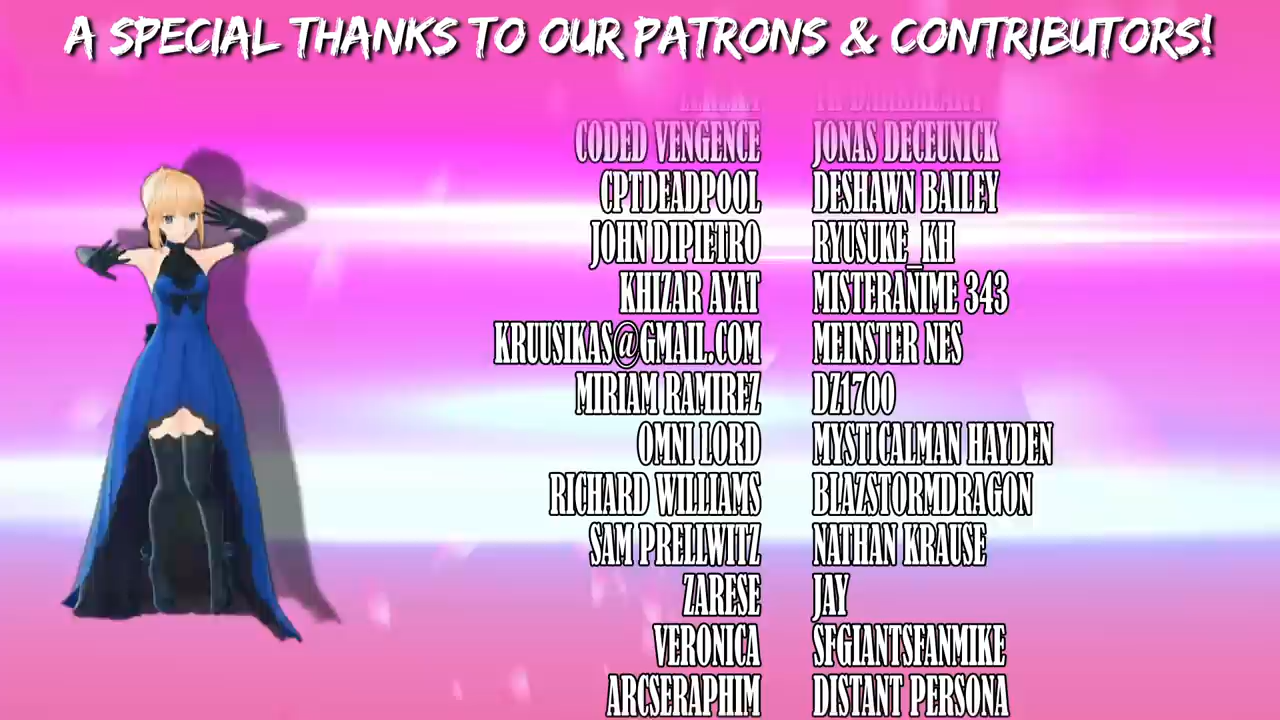 A SPECIAL THANKS TO OUR PATRONS & CONTRIBUTORS!
CODED VENGENCE JONAS DECEUNICK
CPTDEADPOOL DESHAWN BAILEY
JOHN DIPIETRO RYUSUKE_KH
KHIZAR AYAT MISTERANIME 343
KRUUSIKAS@GMAIL.COM MEINSTER NES
MIRIAM RAMIREZ DZ1700
OMNI LORD MYSTICALMAN HAYDEN
RICHARD WILLIAMS BLAZSTORMDRAGON
SAM PRELLWITZ NATHAN KRAUSE
ZARESE JAY
VERONICA SFGIANTSFANMIKE
ARCSERAPHIM DISTANT PERSONA